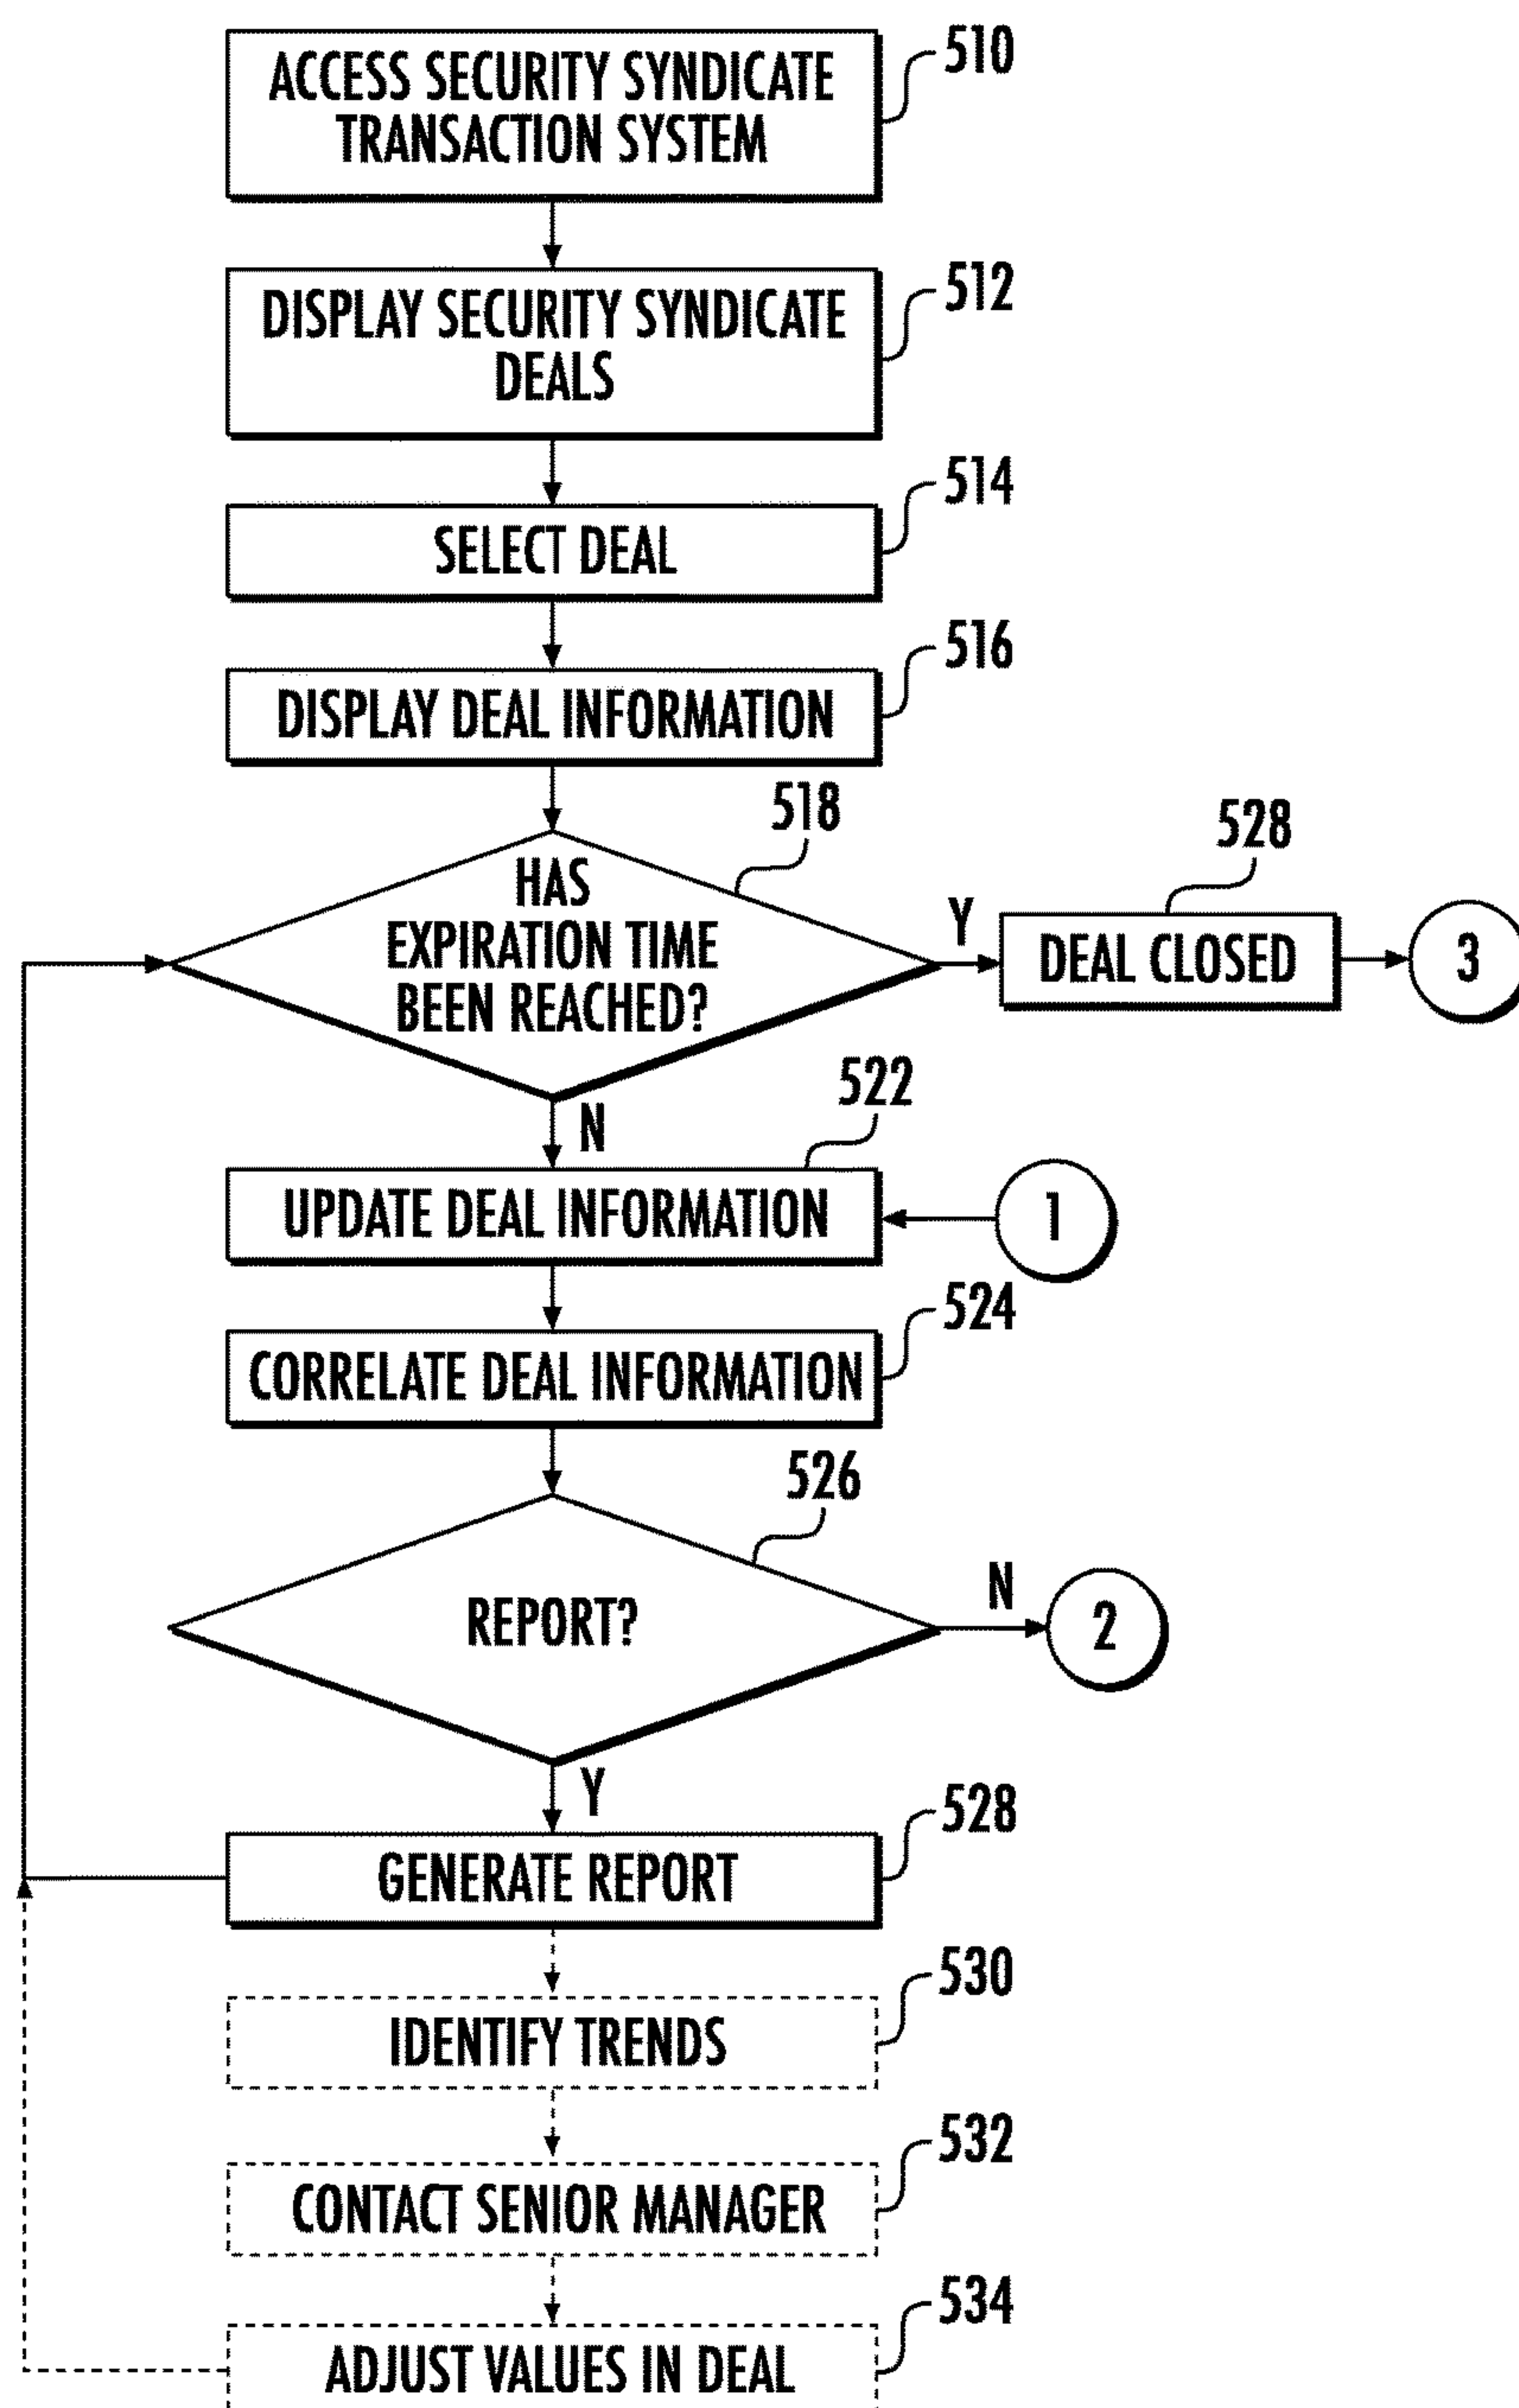 ACCESS SECURITY SYNDICATE
TRANSACTION SYSTEM
510
DISPLAY SECURITY SYNDICATE
DEALS
512
SELECT DEAL
514
DISPLAY DEAL INFORMATION
516
HAS
EXPIRATION TIME
BEEN REACHED?
518
Y
DEAL CLOSED
528
3
N
UPDATE DEAL INFORMATION
522
1
CORRELATE DEAL INFORMATION
524
REPORT?
526
N
2
Y
GENERATE REPORT
528
IDENTIFY TRENDS
530
CONTACT SENIOR MANAGER
532
ADJUST VALUES IN DEAL
534